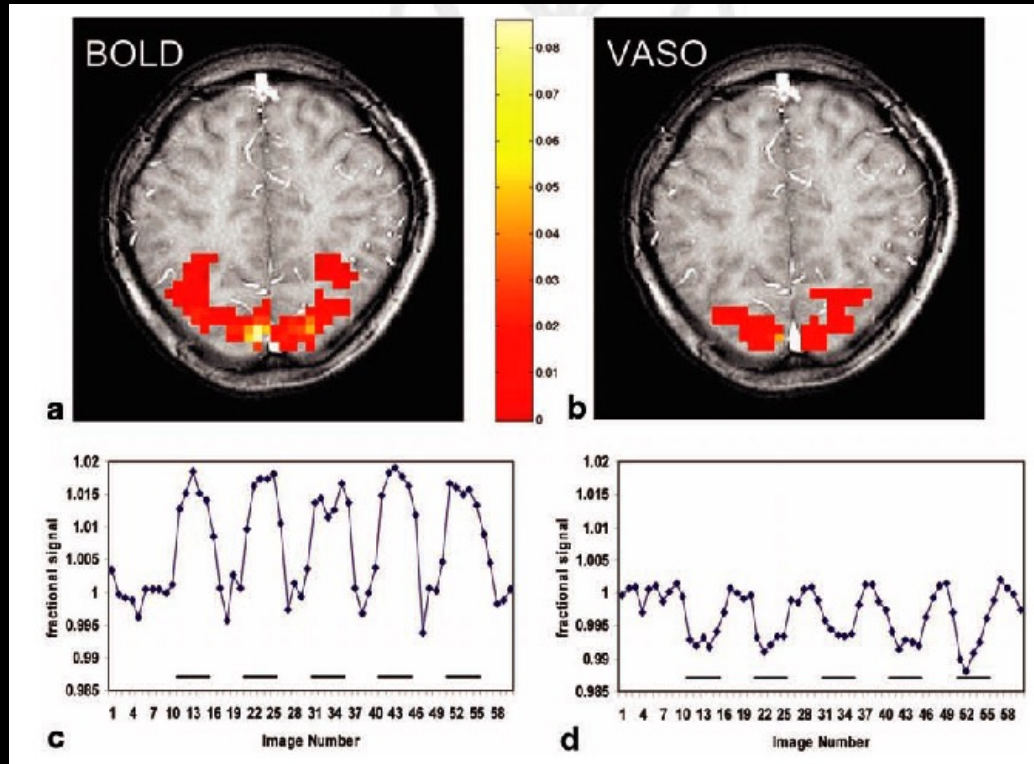 BOLD
0.08
0.07
0.06
0.05
0.04
0.03
0.02
0.01
0
VASO
a
b
1.02
1.015
1.01
1.005
1
0.995
0.99
0.985
fractional signal
1 4 7 10 13 16 19 22 25 28 31 34 37 40 43 46 49 52 55 58
Image Number
c
1.02
1.015
1.01
1.005
1
0.995
0.99
0.985
fractional signal
1 4 7 10 13 16 19 22 25 28 31 34 37 40 43 46 49 52 55 58
Image Number
d